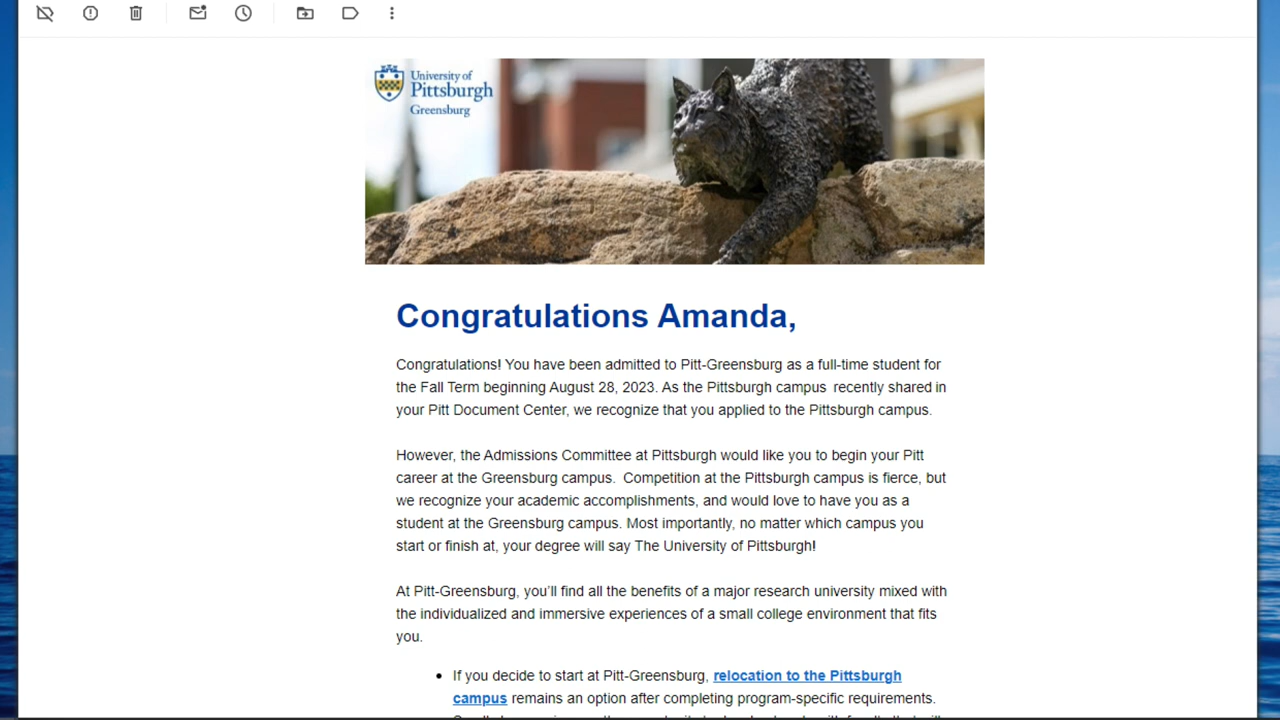 University of
Pittsburgh
Greensburg
Congratulations Amanda,
Congratulations! You have been admitted to Pitt-Greensburg as a full-time student for
the Fall Term beginning August 28, 2023. As the Pittsburgh campus  recently shared in
your Pitt Document Center, we recognize that you applied to the Pittsburgh campus.
However, the Admissions Committee at Pittsburgh would like you to begin your Pitt
career at the Greensburg campus.  Competition at the Pittsburgh campus is fierce, but
we recognize your academic accomplishments, and would love to have you as a
student at the Greensburg campus. Most importantly, no matter which campus you
start or finish at, your degree will say The University of Pittsburgh!
At Pitt-Greensburg, you’ll find all the benefits of a major research university mixed with
the individualized and immersive experiences of a small college environment that fits
you.
• If you decide to start at Pitt-Greensburg, relocation to the Pittsburgh
campus remains an option after completing program-specific requirements.